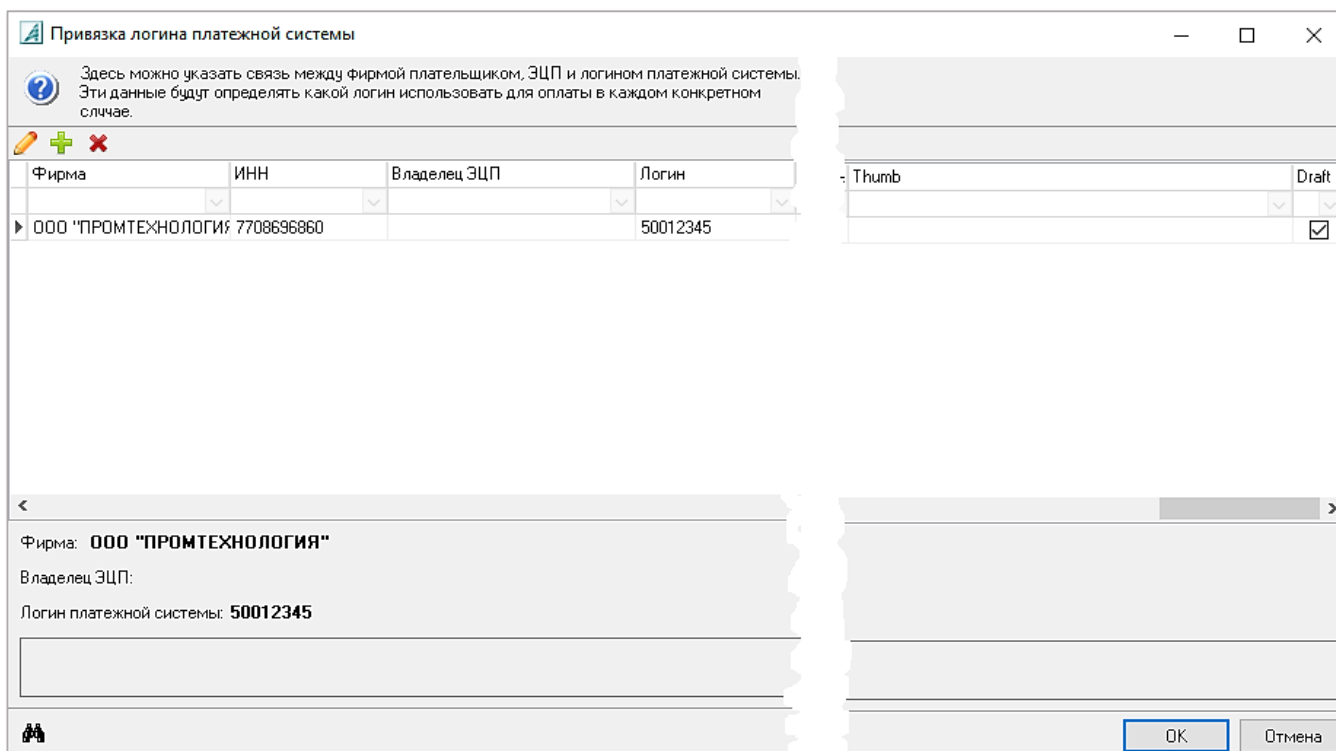 Привязка логина платежной системы
Здесь можно указать связь между фирмой плательщиком, ЭЦП и логином платежной системы.
Эти данные будут определять какой логин использовать для оплаты в каждом конкретном
случае.
Фирма ИНН Владелец ЭЦП Логин Thumb Draft
ООО "ПРОМТЕХНОЛОГИЯ 7708696860 50012345
Фирма: ООО "ПРОМТЕХНОЛОГИЯ"
Владелец ЭЦП:
Логин платежной системы: 50012345
OK Отмена